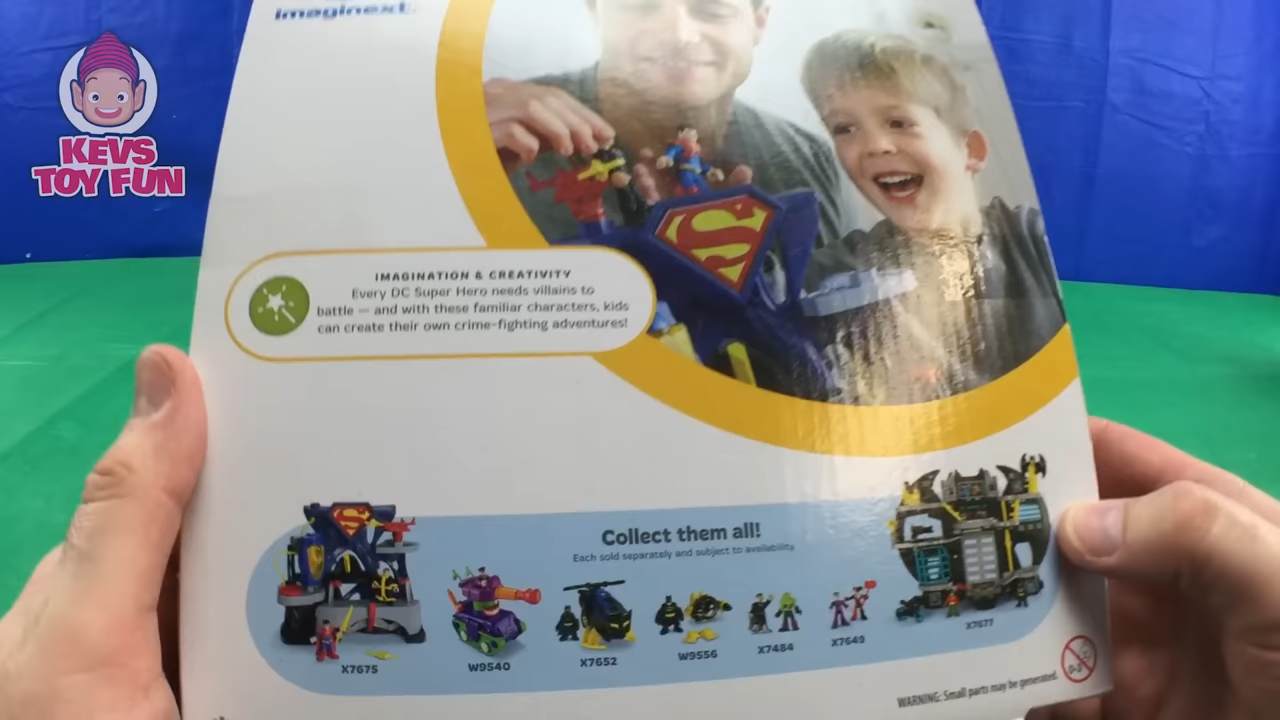 imaginext
KEVS
TOY FUN
IMAGINATION & CREATIVITY
Every DC Super Hero needs villains to
battle — and with these familiar characters, kids
can create their own crime-fighting adventures!
Collect them all!
Each sold separately and subject to availability.
X7675
W9540
X7652
W9556
X7484
X7649
X7677
WARNING: Small parts may be generated.
0-3